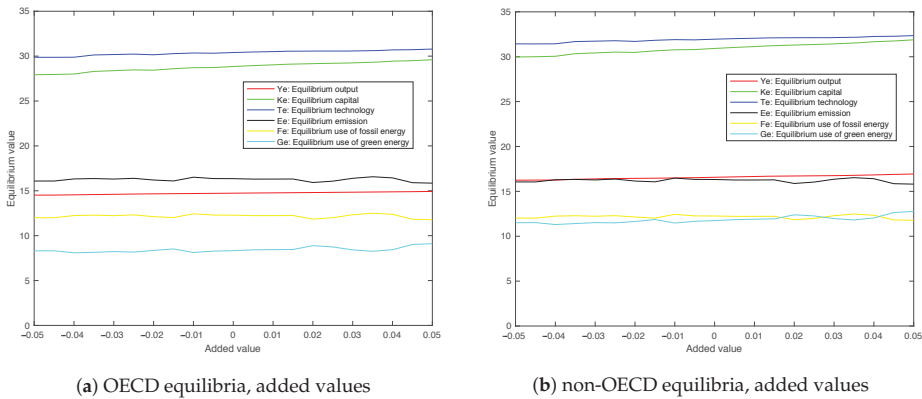 35
30
25
20
15
10
5
0
Equilibrium value
Ye: Equilibrium output
Ke: Equilibrium capital
Te: Equilibrium technology
Ee: Equilibrium emission
Fe: Equilibrium use of fossil energy
Ge: Equilibrium use of green energy
−0.05 −0.04 −0.03 −0.02 −0.01 0 0.01 0.02 0.03 0.04 0.05
Added value
(a) OECD equilibria, added values
35
30
25
20
15
10
5
0
Equilibrium value
Ye: Equilibrium output
Ke: Equilibrium capital
Te: Equilibrium technology
Ee: Equilibrium emission
Fe: Equilibrium use of fossil energy
Ge: Equilibrium use of green energy
−0.05 −0.04 −0.03 −0.02 −0.01 0 0.01 0.02 0.03 0.04 0.05
Added value
(b) non-OECD equilibria, added values